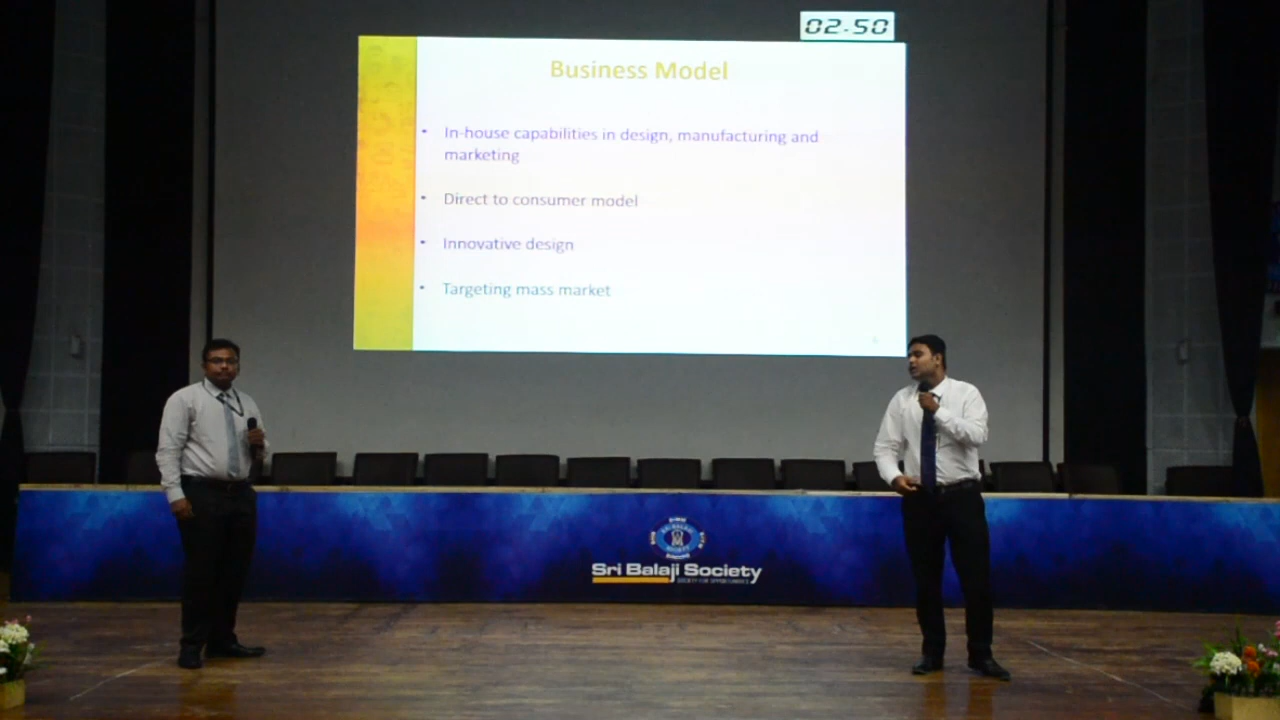 02-50
Business Model
• In-house capabilities in design, manufacturing and
marketing
• Direct to consumer model
• Innovative design
• Targeting mass market
Sri Balaji Society